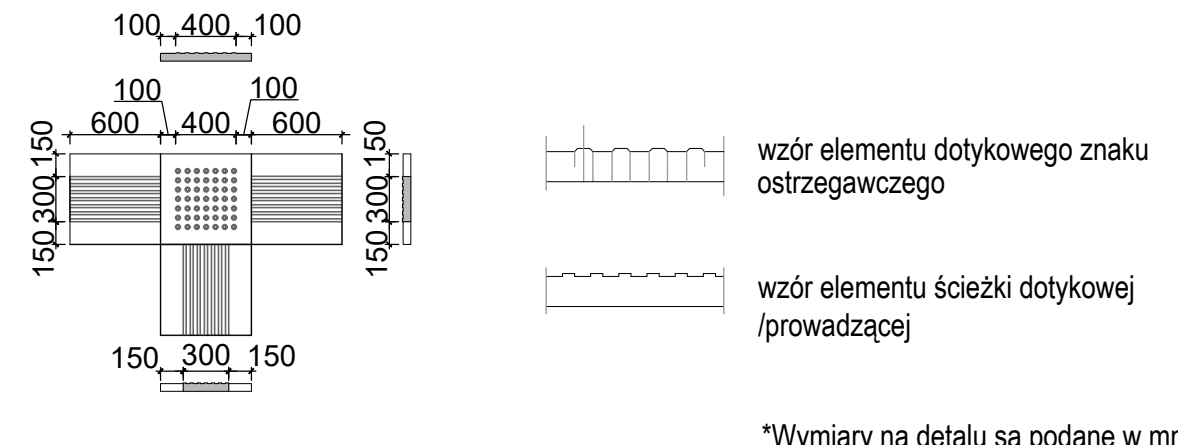 100 400 100
100 100
600 400 600
150 300 150
150 300 150
150 300 150
wzór elementu dotykowego znaku
ostrzegawczego
wzór elementu ścieżki dotykowej
/prowadzącej
*Wymiary na detalu są podane w